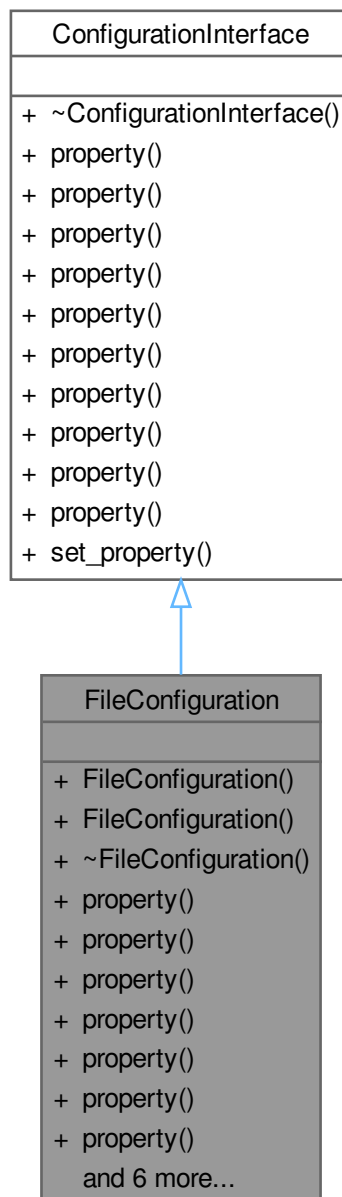 ConfigurationInterface
+ ~ConfigurationInterface()
+ property()
+ property()
+ property()
+ property()
+ property()
+ property()
+ property()
+ property()
+ property()
+ property()
+ set_property()
FileConfiguration
+ FileConfiguration()
+ FileConfiguration()
+ ~FileConfiguration()
+ property()
+ property()
+ property()
+ property()
+ property()
+ property()
+ property()
and 6 more...